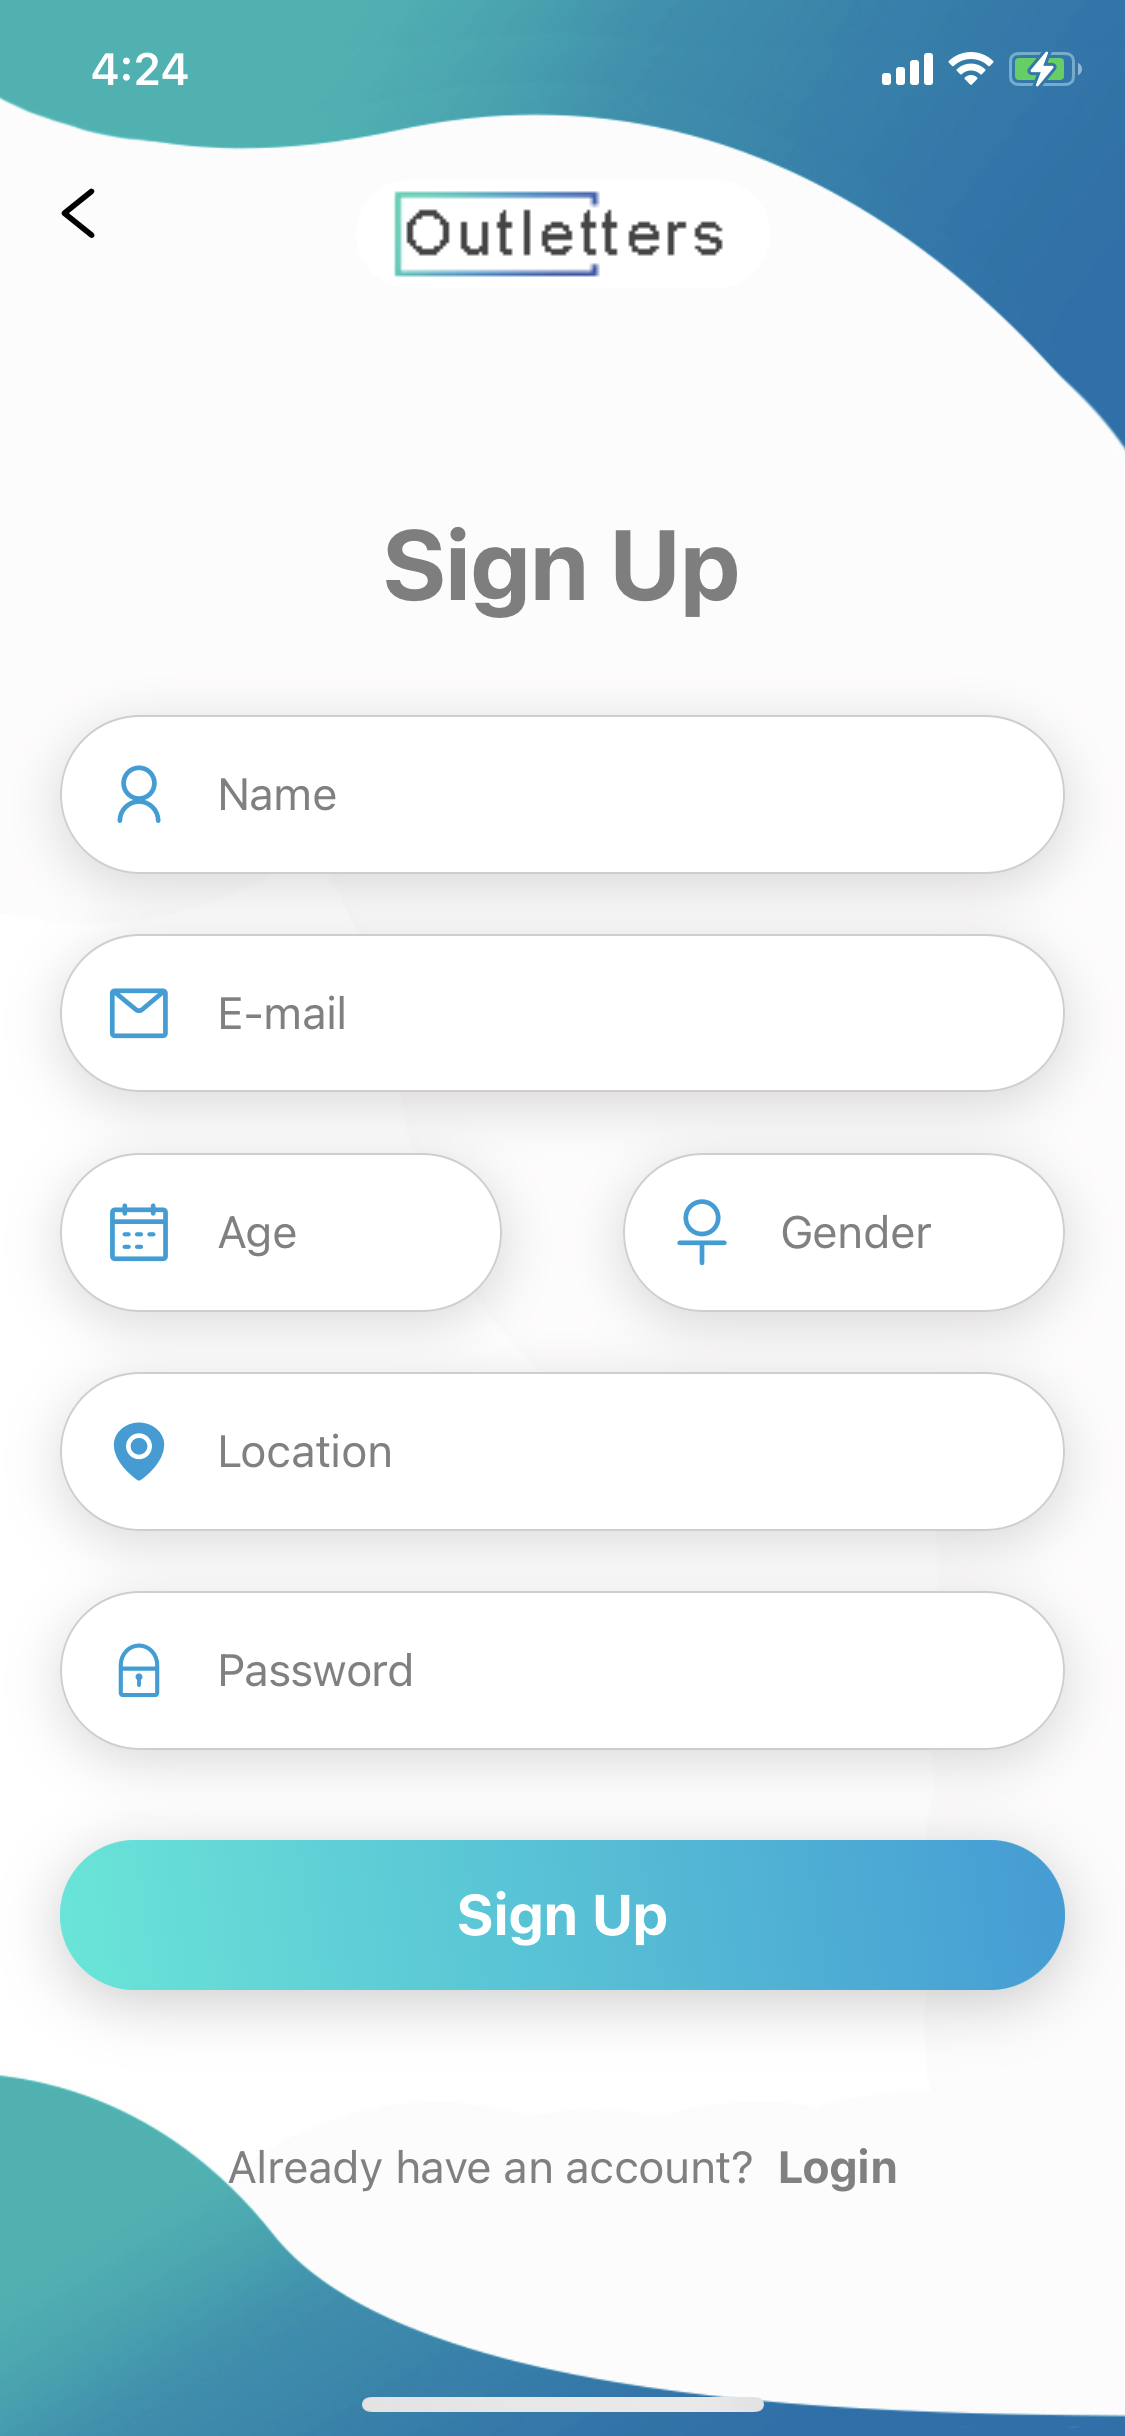 4:24
Outletters
Sign Up
Name
E-mail
Age
Gender
Location
Password
Sign Up
Already have an account? Login